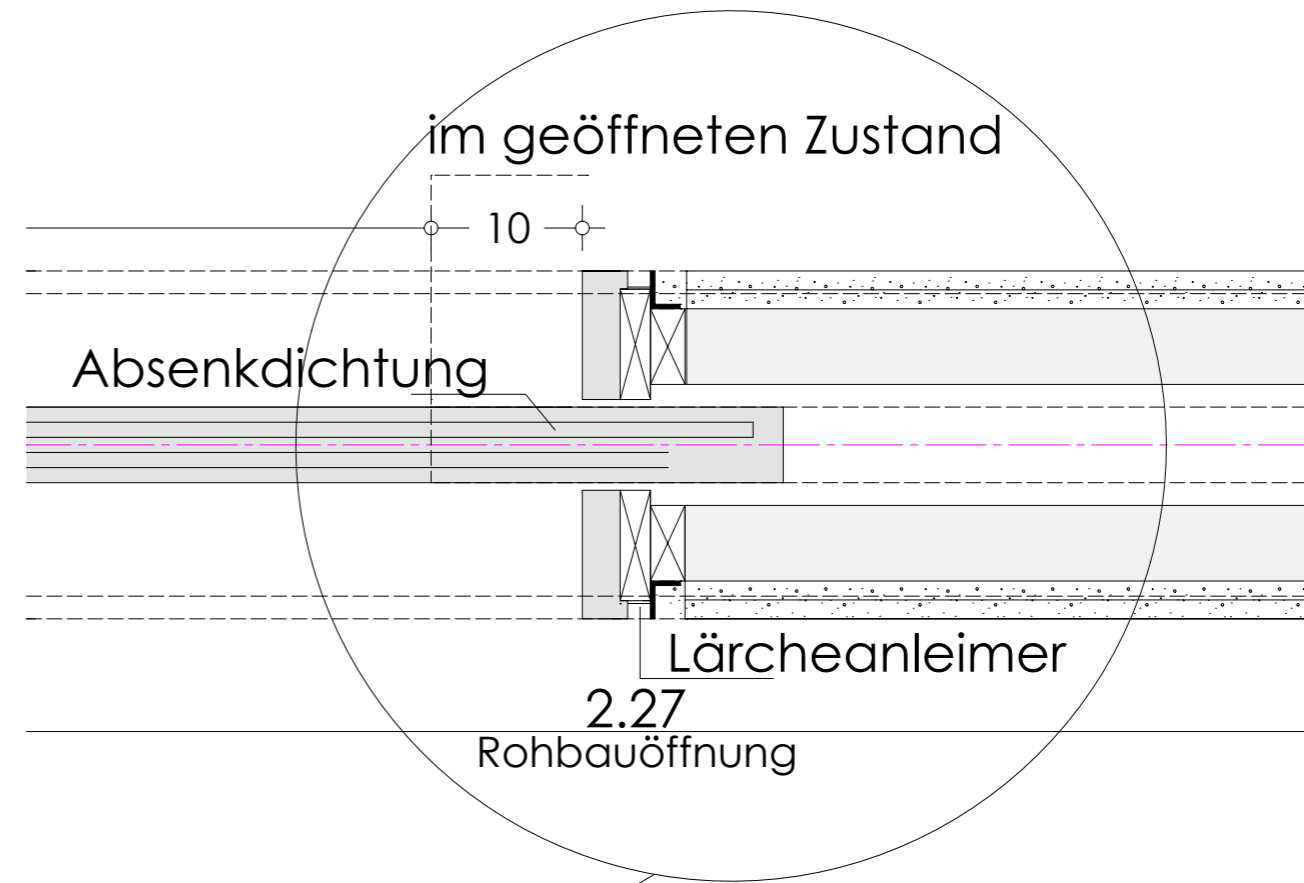 im geöffneten Zustand
10
Absenkdichtung
Lärcheanleimer
2.27
Rohbauöffnung